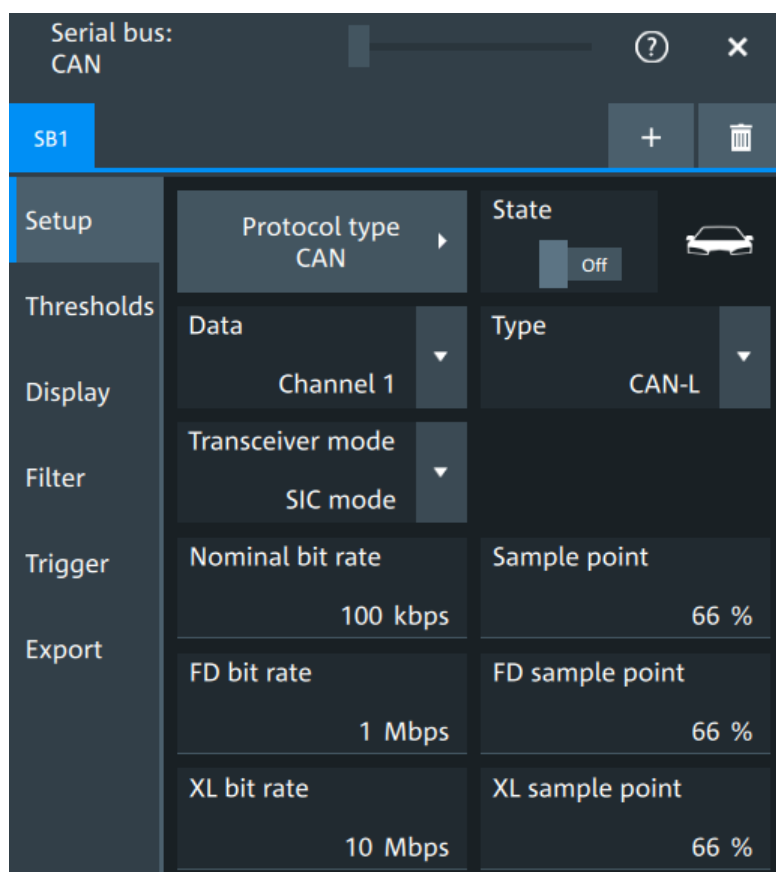 Serial bus:
CAN
?
SB1
+
Setup
Thresholds
Display
Filter
Trigger
Export
Protocol type
CAN
State
Off
Data
Channel 1
Type
CAN-L
Transceiver mode
SIC mode
Nominal bit rate
100 kbps
Sample point
66 %
FD bit rate
1 Mbps
FD sample point
66 %
XL bit rate
10 Mbps
XL sample point
66 %